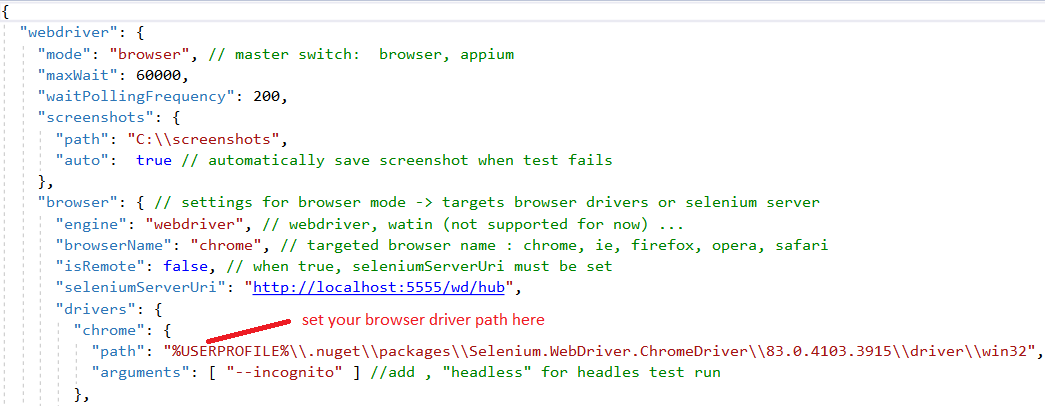 {
"webdriver": {
"mode": "browser", // master switch:  browser, appium
"maxWait": 60000,
"waitPollingFrequency": 200,
"screenshots": {
"path": "C:\\screenshots",
"auto":  true // automatically save screenshot when test fails
},
"browser": { // settings for browser mode -> targets browser drivers or selenium server
"engine": "webdriver", // webdriver, watin (not supported for now) ...
"browserName": "chrome", // targeted browser name : chrome, ie, firefox, opera, safari
"isRemote": false, // when true, seleniumServerUri must be set
"seleniumServerUri": "http://localhost:5555/wd/hub",
"drivers": {
set your browser driver path here
"chrome": {
"path": "%USERPROFILE%\\.nuget\\packages\\Selenium.WebDriver.ChromeDriver\\83.0.4103.3915\\driver\\win32",
"arguments": [ "--incognito" ] //add , "headless" for headles test run
},